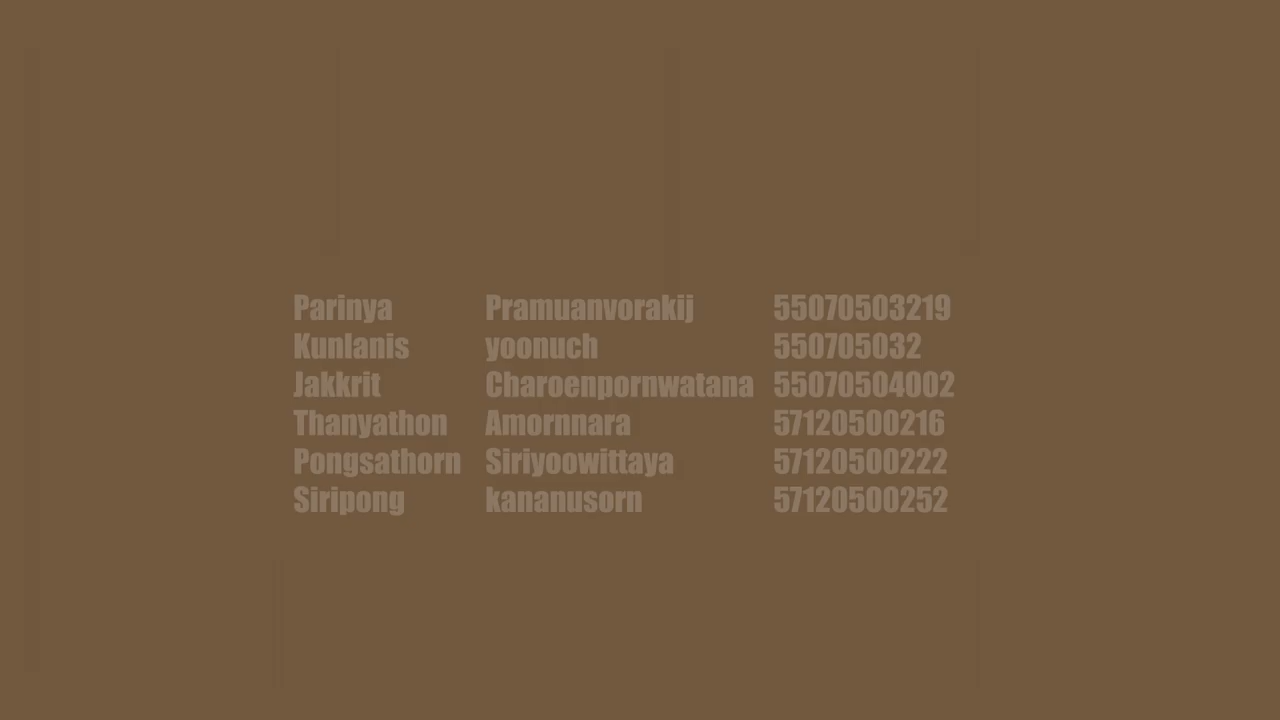 Parinya Pramuanvorakij 55070503219
Kunlanis yoonuch 550705032
Jakkrit Charoenpornwatana 55070504002
Thanyathon Amornnara 57120500216
Pongsathorn Siriyoowittaya 57120500222
Siripong kananusorn 57120500252